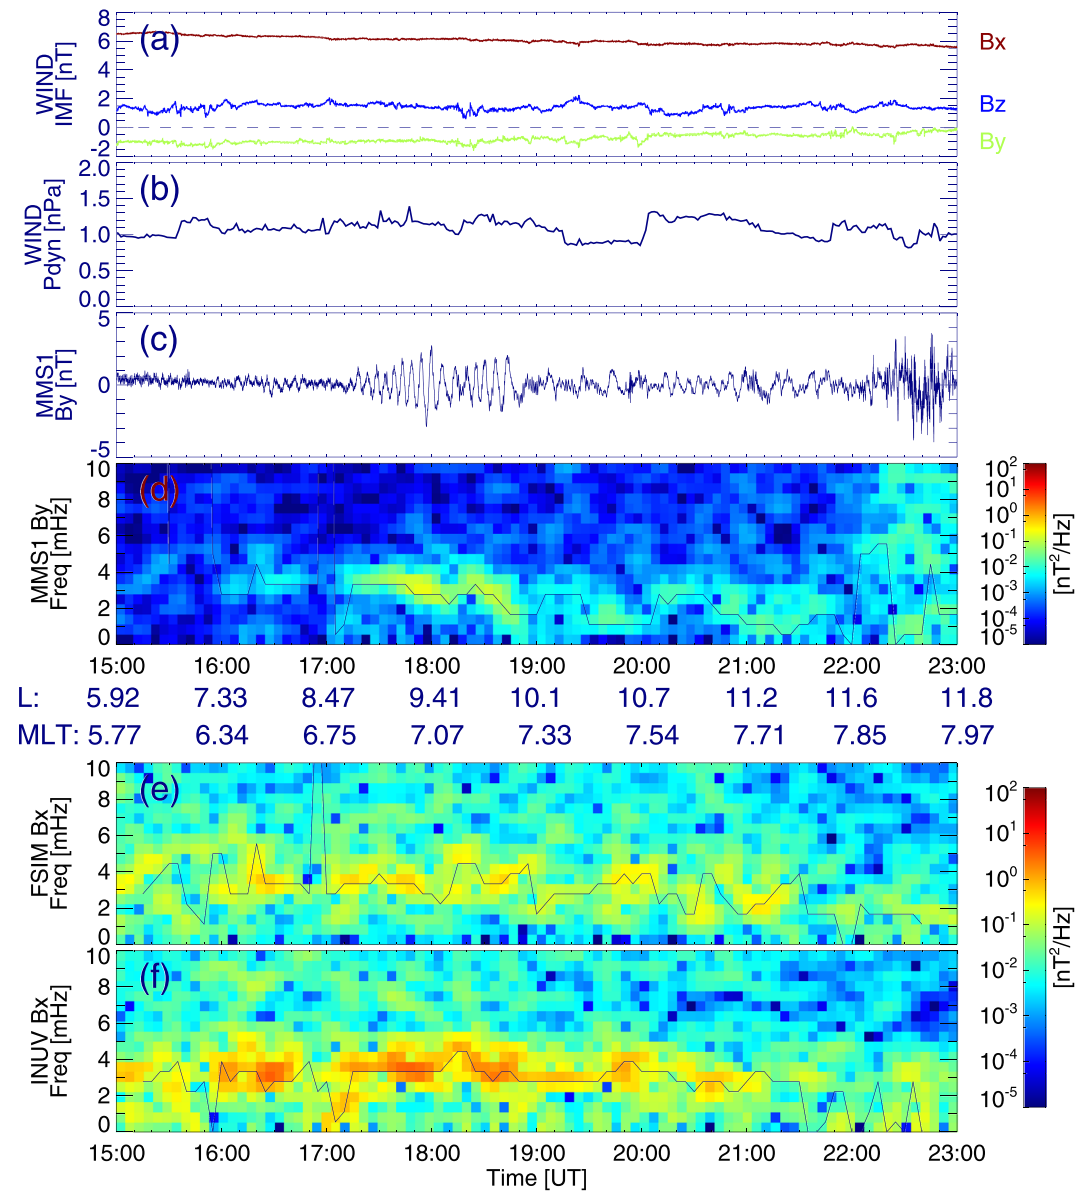 8
6
4
2
0
-2
WIND
IMF [nT]
(a)
Bx
Bz
By
2.0
1.5
1.0
0.5
0.0
WIND
Pdyn [nPa]
(b)
5
0
-5
MMS1
By [nT]
(c)
10
8
6
4
2
0
MMS1 By
Freq [mHz]
(d)
10²
10¹
10⁰
10⁻¹
10⁻²
10⁻³
10⁻⁴
10⁻⁵
[nT²/Hz]
15:00 16:00 17:00 18:00 19:00 20:00 21:00 22:00 23:00
L: 5.92 7.33 8.47 9.41 10.1 10.7 11.2 11.6 11.8
MLT: 5.77 6.34 6.75 7.07 7.33 7.54 7.71 7.85 7.97
10
8
6
4
2
0
FSIM Bx
Freq [mHz]
(e)
10
8
6
4
2
0
INUV Bx
Freq [mHz]
(f)
10²
10¹
10⁰
10⁻¹
10⁻²
10⁻³
10⁻⁴
10⁻⁵
[nT²/Hz]
15:00 16:00 17:00 18:00 19:00 20:00 21:00 22:00 23:00
Time [UT]